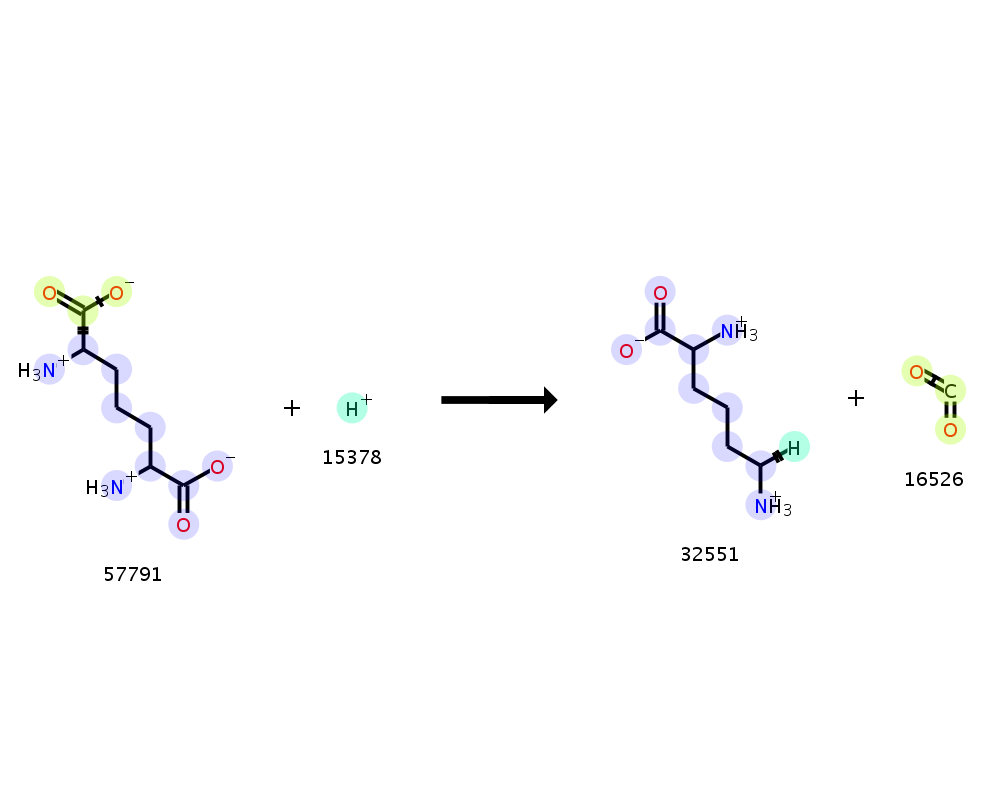 O O−
H3N+
H3N+ O−
O
57791
+
H+
15378
O
O− NH3+
H
NH3+
32551
+
O C
O
16526